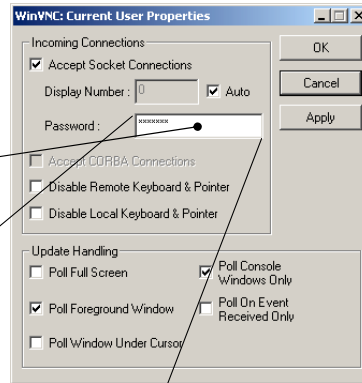 WinVNC: Current User Properties
Incoming Connections
OK
Accept Socket Connections
Cancel
Display Number : 0
Auto
Apply
Password : xxxxxxx
Accept CORBA Connections
Disable Remote Keyboard & Pointer
Disable Local Keyboard & Pointer
Update Handling
Poll Full Screen
Poll Console
Windows Only
Poll Foreground Window
Poll On Event
Received Only
Poll Window Under Cursor